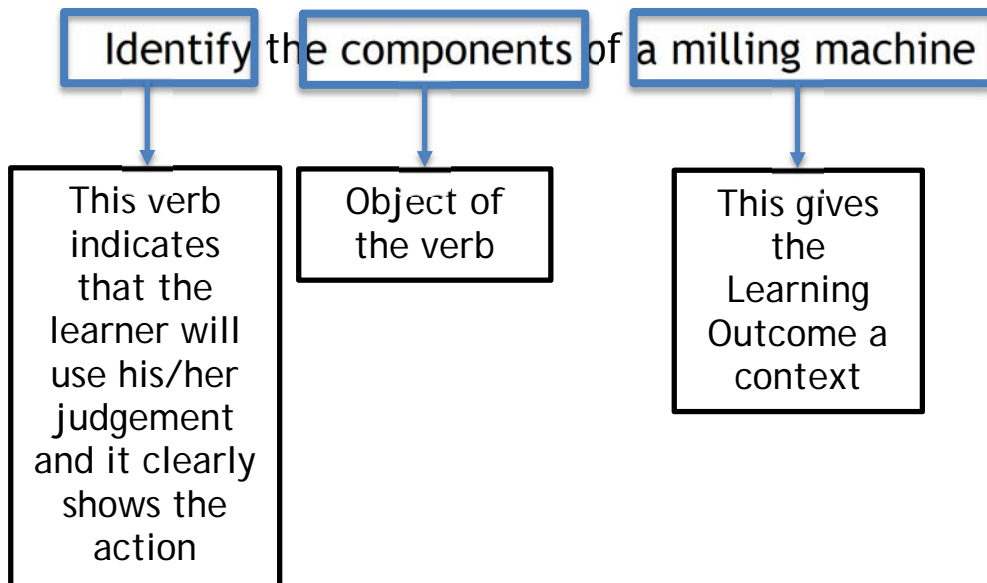 Identify the components of a milling machine
This verb
indicates
that the
learner will
use his/her
judgement
and it clearly
shows the
action
Object of
the verb
This gives
the
Learning
Outcome a
context